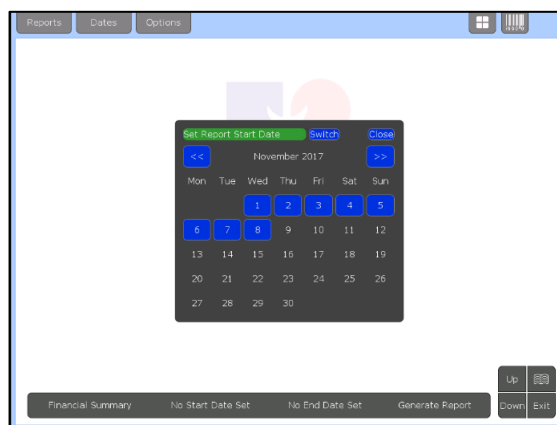 Reports Dates Options
Set Report Start Date Switch Close
<< November 2017 >>
Mon Tue Wed Thu Fri Sat Sun
1 2 3 4 5
6 7 8 9 10 11 12
13 14 15 16 17 18 19
20 21 22 23 24 25 26
27 28 29 30
Up
Financial Summary No Start Date Set No End Date Set Generate Report Down Exit